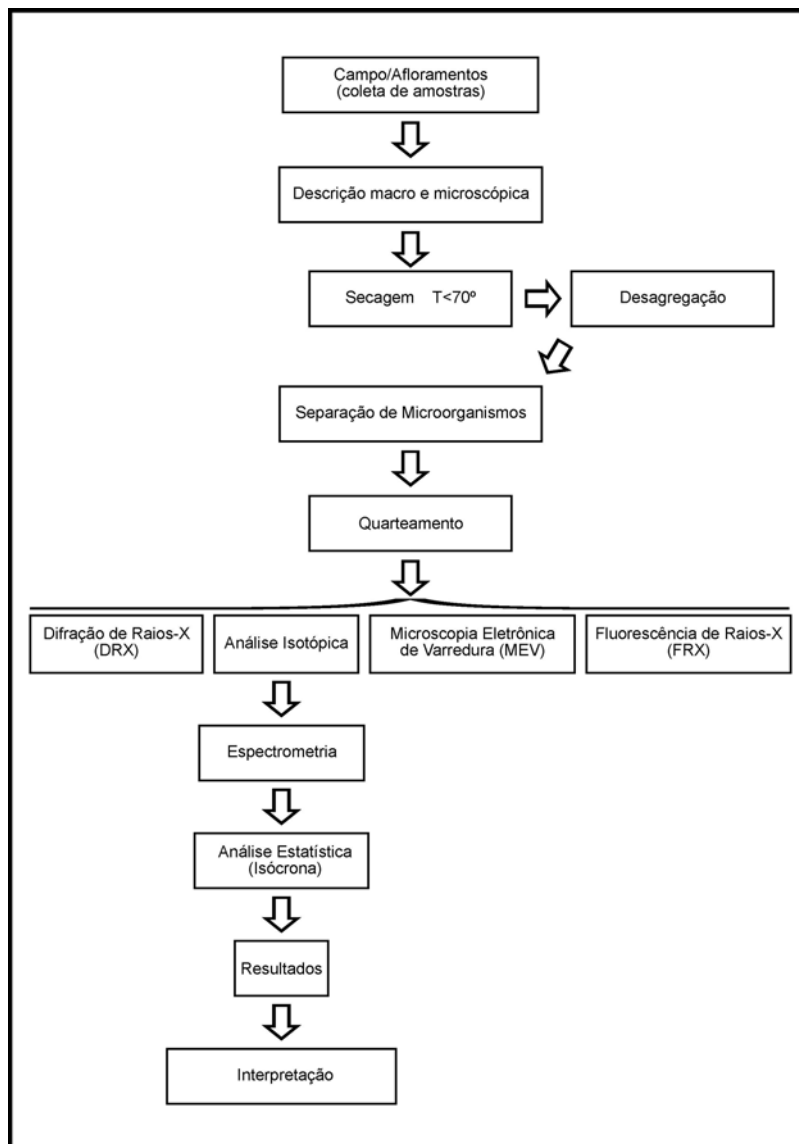 Campo/Afloramentos
(coleta de amostras)
Descrição macro e microscópica
Secagem T<70º
Desagregação
Separação de Microorganismos
Quarteamento
Difração de Raios-X
(DRX)
Análise Isotópica
Microscopia Eletrônica
de Varredura (MEV)
Fluorescência de Raios-X
(FRX)
Espectrometria
Análise Estatística
(Isócrona)
Resultados
Interpretação